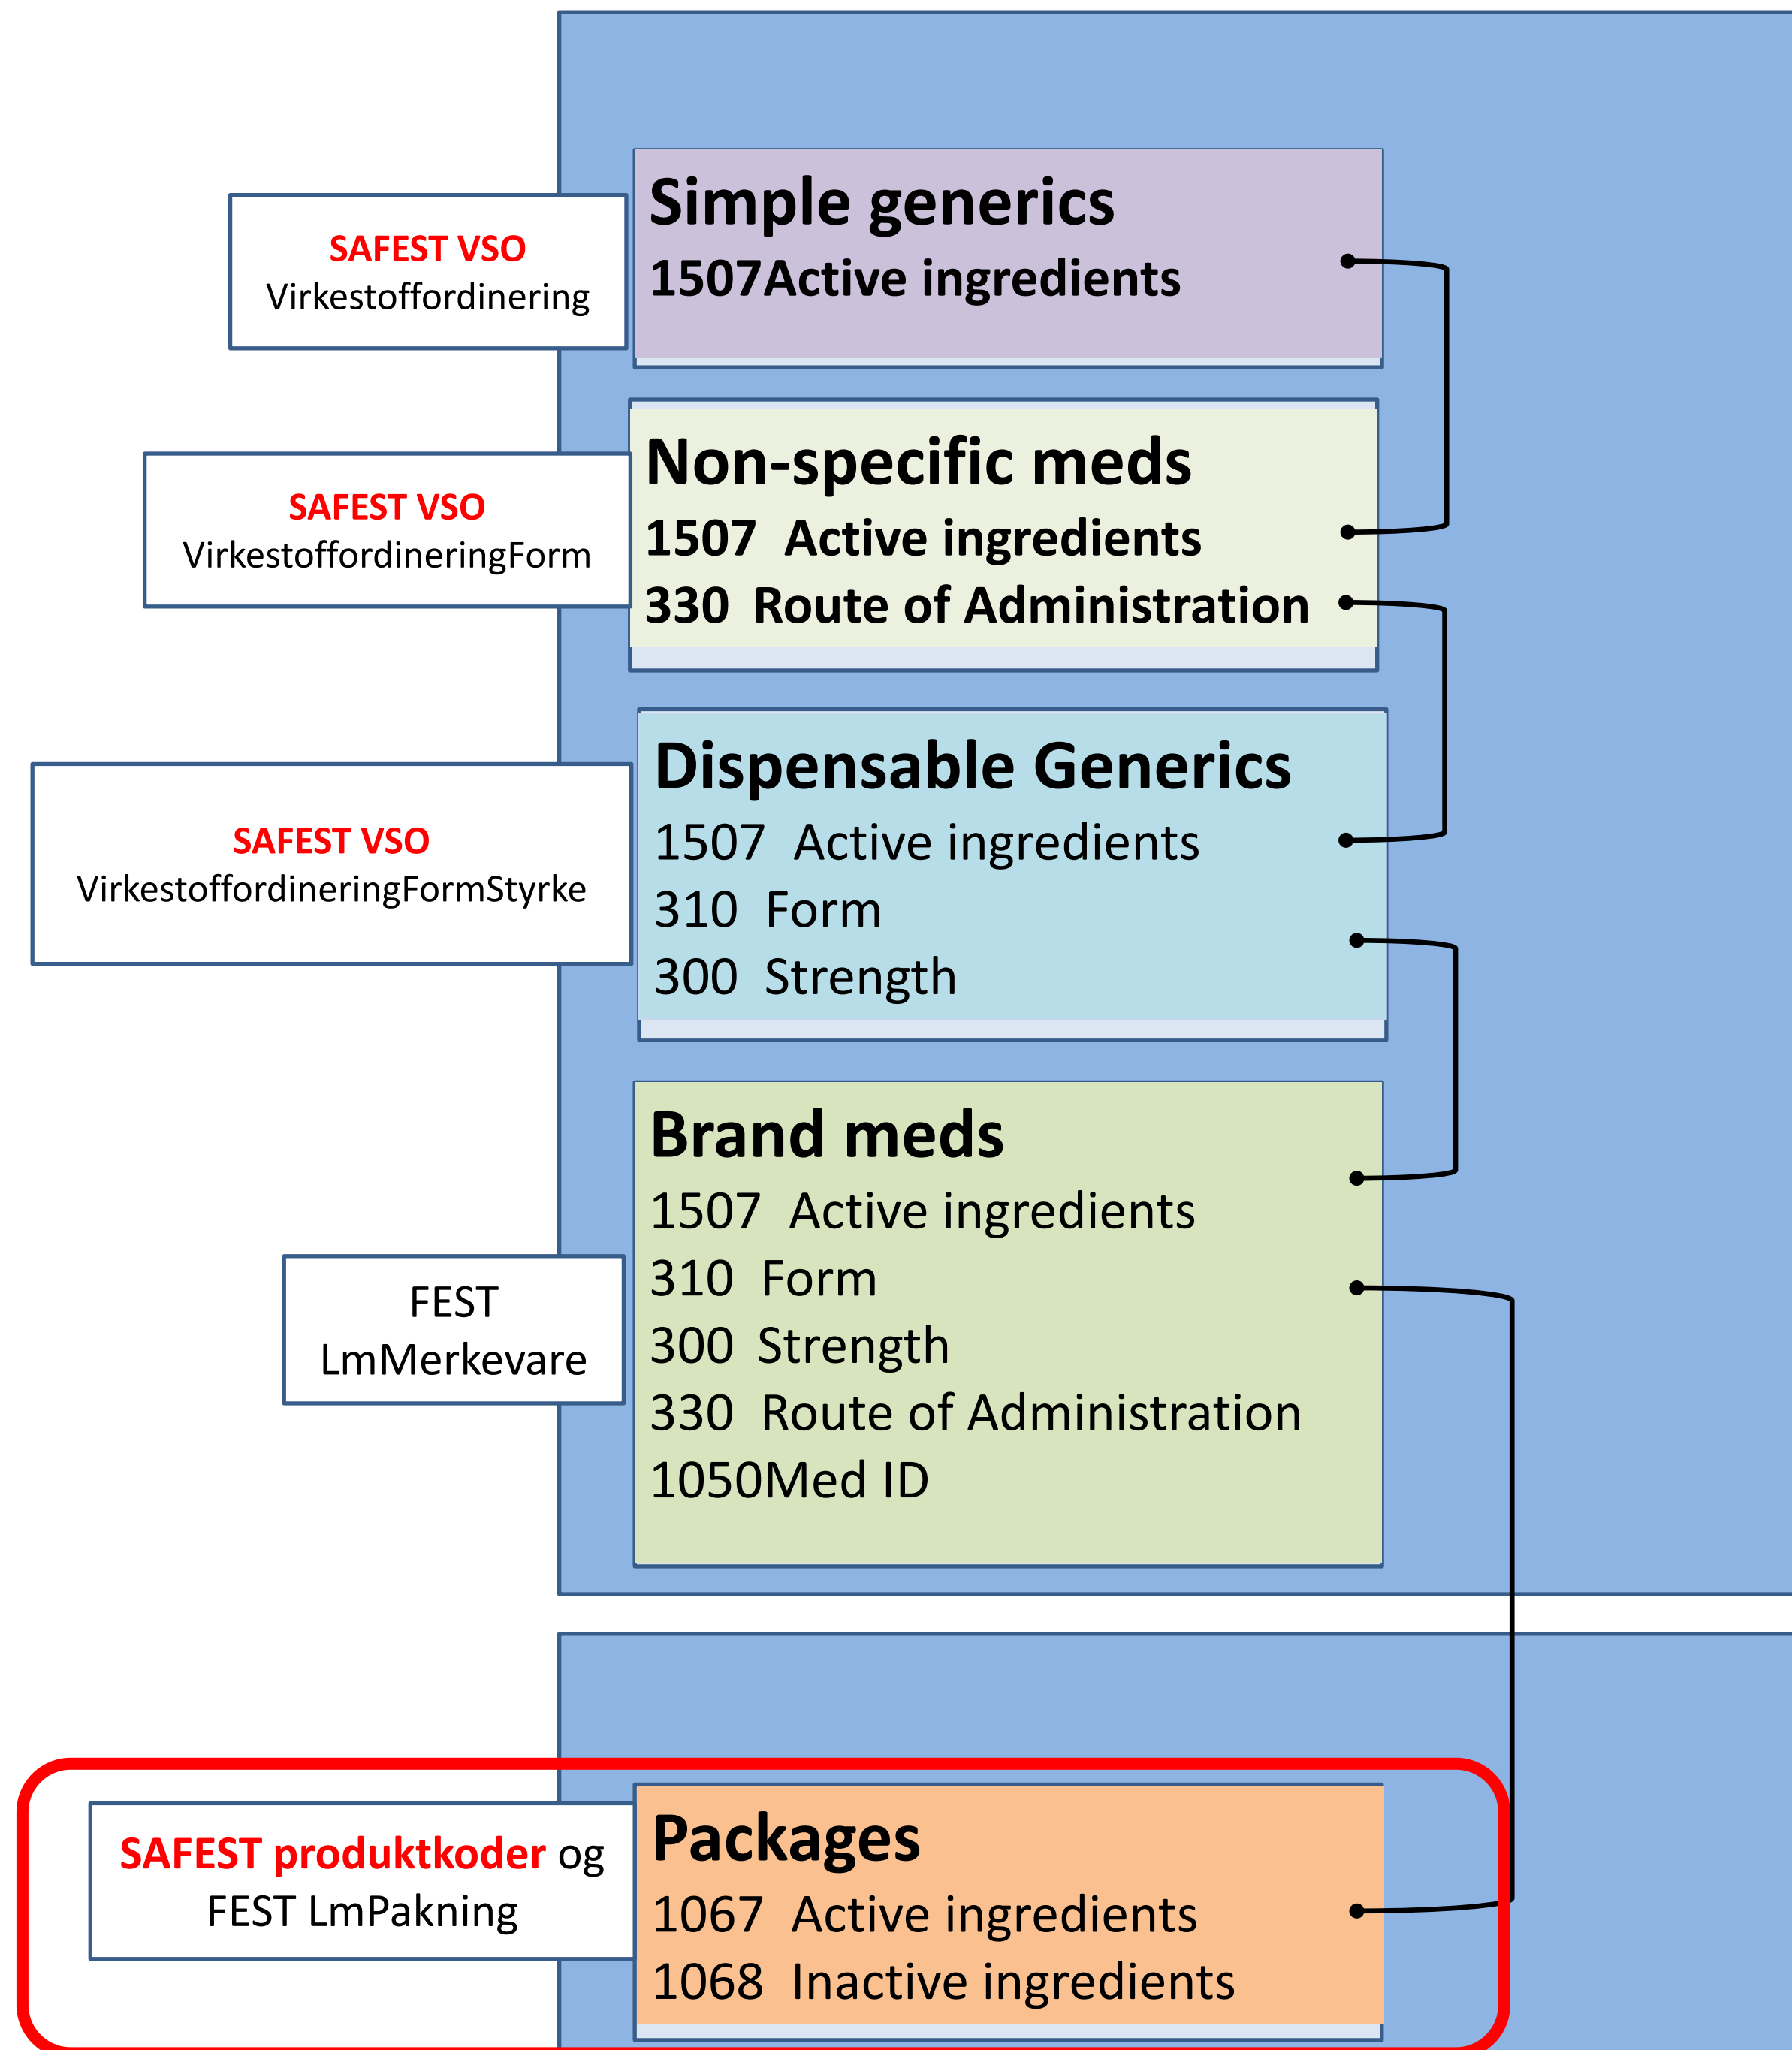 SAFEST VSO
Virkestoffordinering
Simple generics
1507Active ingredients
SAFEST VSO
VirkestoffordineringForm
Non-specific meds
1507 Active ingredients
330 Route of Administration
SAFEST VSO
VirkestoffordineringFormStyrke
Dispensable Generics
1507 Active ingredients
310 Form
300 Strength
FEST
LmMerkevare
Brand meds
1507 Active ingredients
310 Form
300 Strength
330 Route of Administration
1050Med ID
SAFEST produktkoder og
FEST LmPakning
Packages
1067 Active ingredients
1068 Inactive ingredients